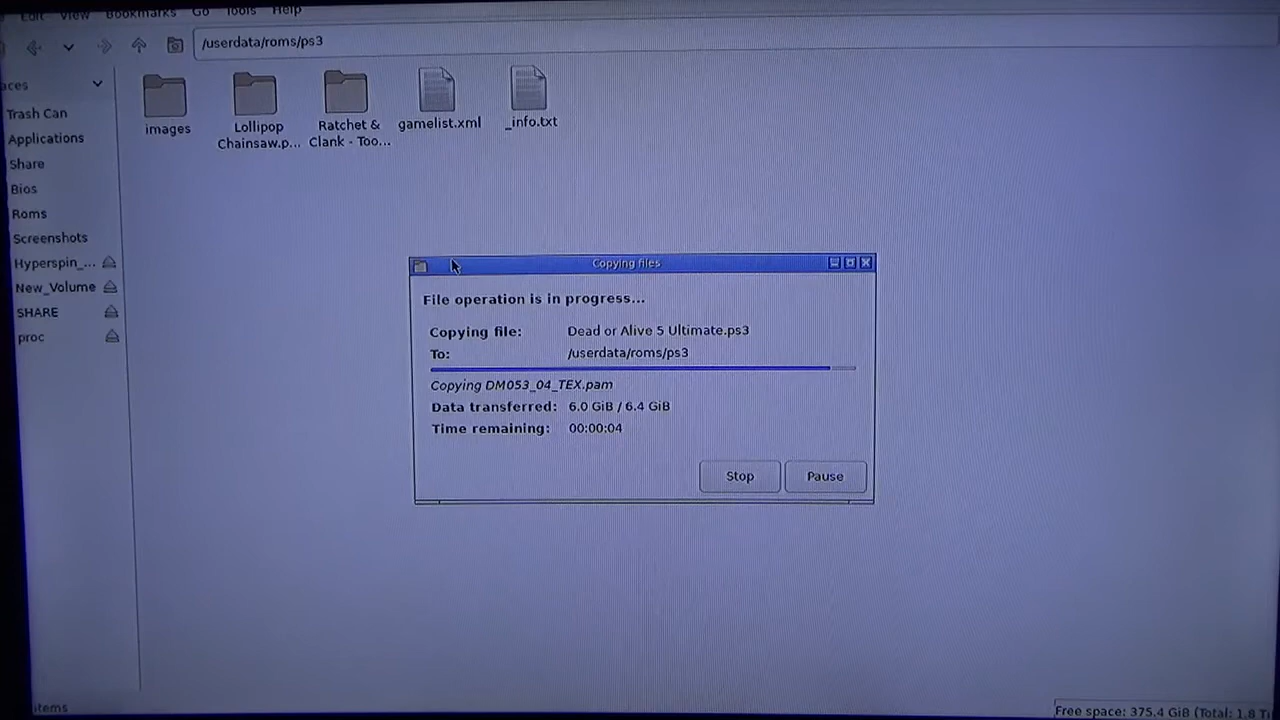 Edit View Bookmarks Go Tools Help
/userdata/roms/ps3
aces
Trash Can
Applications
Share
Bios
Roms
Screenshots
Hyperspin_...
New_Volume
SHARE
proc
images
Lollipop
Chainsaw.p...
Ratchet &
Clank - Too...
gamelist.xml
_info.txt
Copying files
File operation is in progress...
Copying file: Dead or Alive 5 Ultimate.ps3
To: /userdata/roms/ps3
Copying DM053_04_TEX.pam
Data transferred: 6.0 GiB / 6.4 GiB
Time remaining: 00:00:04
Stop Pause
items
Free space: 375.4 GiB (Total: 1.8 Ti